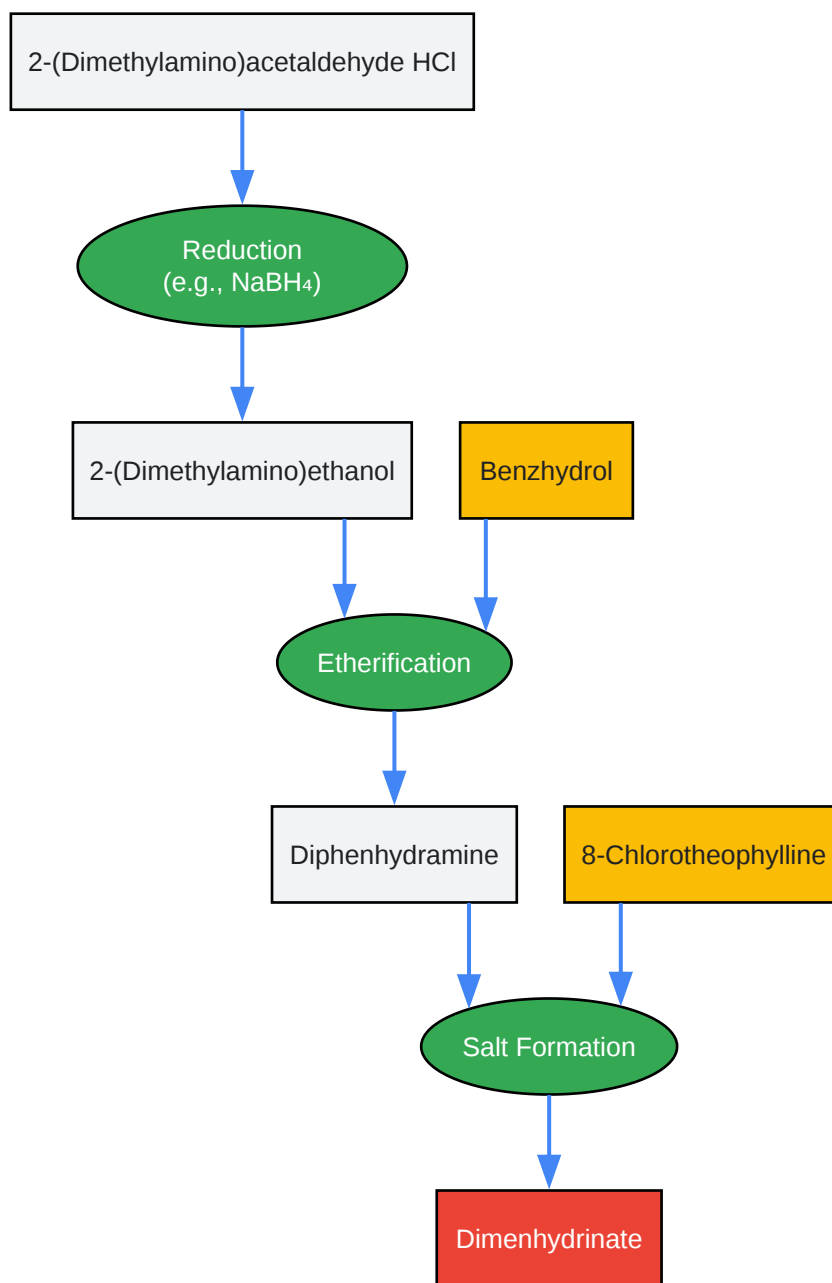 2-(Dimethylamino)acetaldehyde HCl
Reduction
(e.g., NaBH₄)
2-(Dimethylamino)ethanol
Benzhydrol
Etherification
Diphenhydramine
8-Chlorotheophylline
Salt Formation
Dimenhydrinate